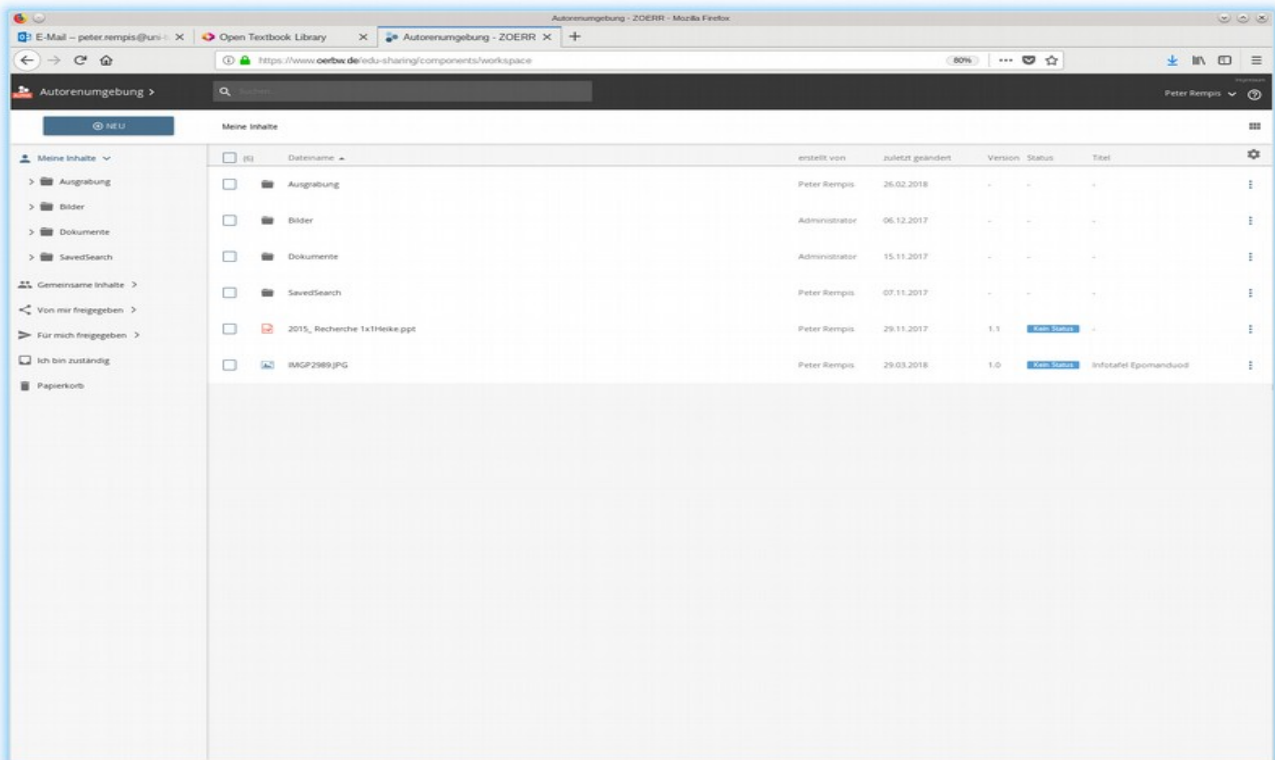 Autorenumgebung - ZOERR - Mozilla Firefox
E-Mail – peter.rempis@uni-t
Open Textbook Library
Autorenumgebung - ZOERR
https://www.oerbw.de/edu-sharing/components/workspace
80%
Impressum
Autorenumgebung
Suchen
Peter Rempis
NEU
Meine Inhalte
Meine Inhalte
Ausgrabung
Bilder
Dokumente
SavedSearch
Gemeinsame Inhalte
Von mir freigegeben
Für mich freigegeben
Ich bin zuständig
Papierkorb
(6) Dateiname erstellt von zuletzt geändert Version Status Titel
Ausgrabung Peter Rempis 26.02.2018 - - -
Bilder Administrator 06.12.2017 - - -
Dokumente Administrator 15.11.2017 - - -
SavedSearch Peter Rempis 07.11.2017 - - -
2015_ Recherche 1x1Heike.ppt Peter Rempis 29.11.2017 1.1 Kein Status -
IMGP2989.JPG Peter Rempis 29.03.2018 1.0 Kein Status Infotafel Epomanduod